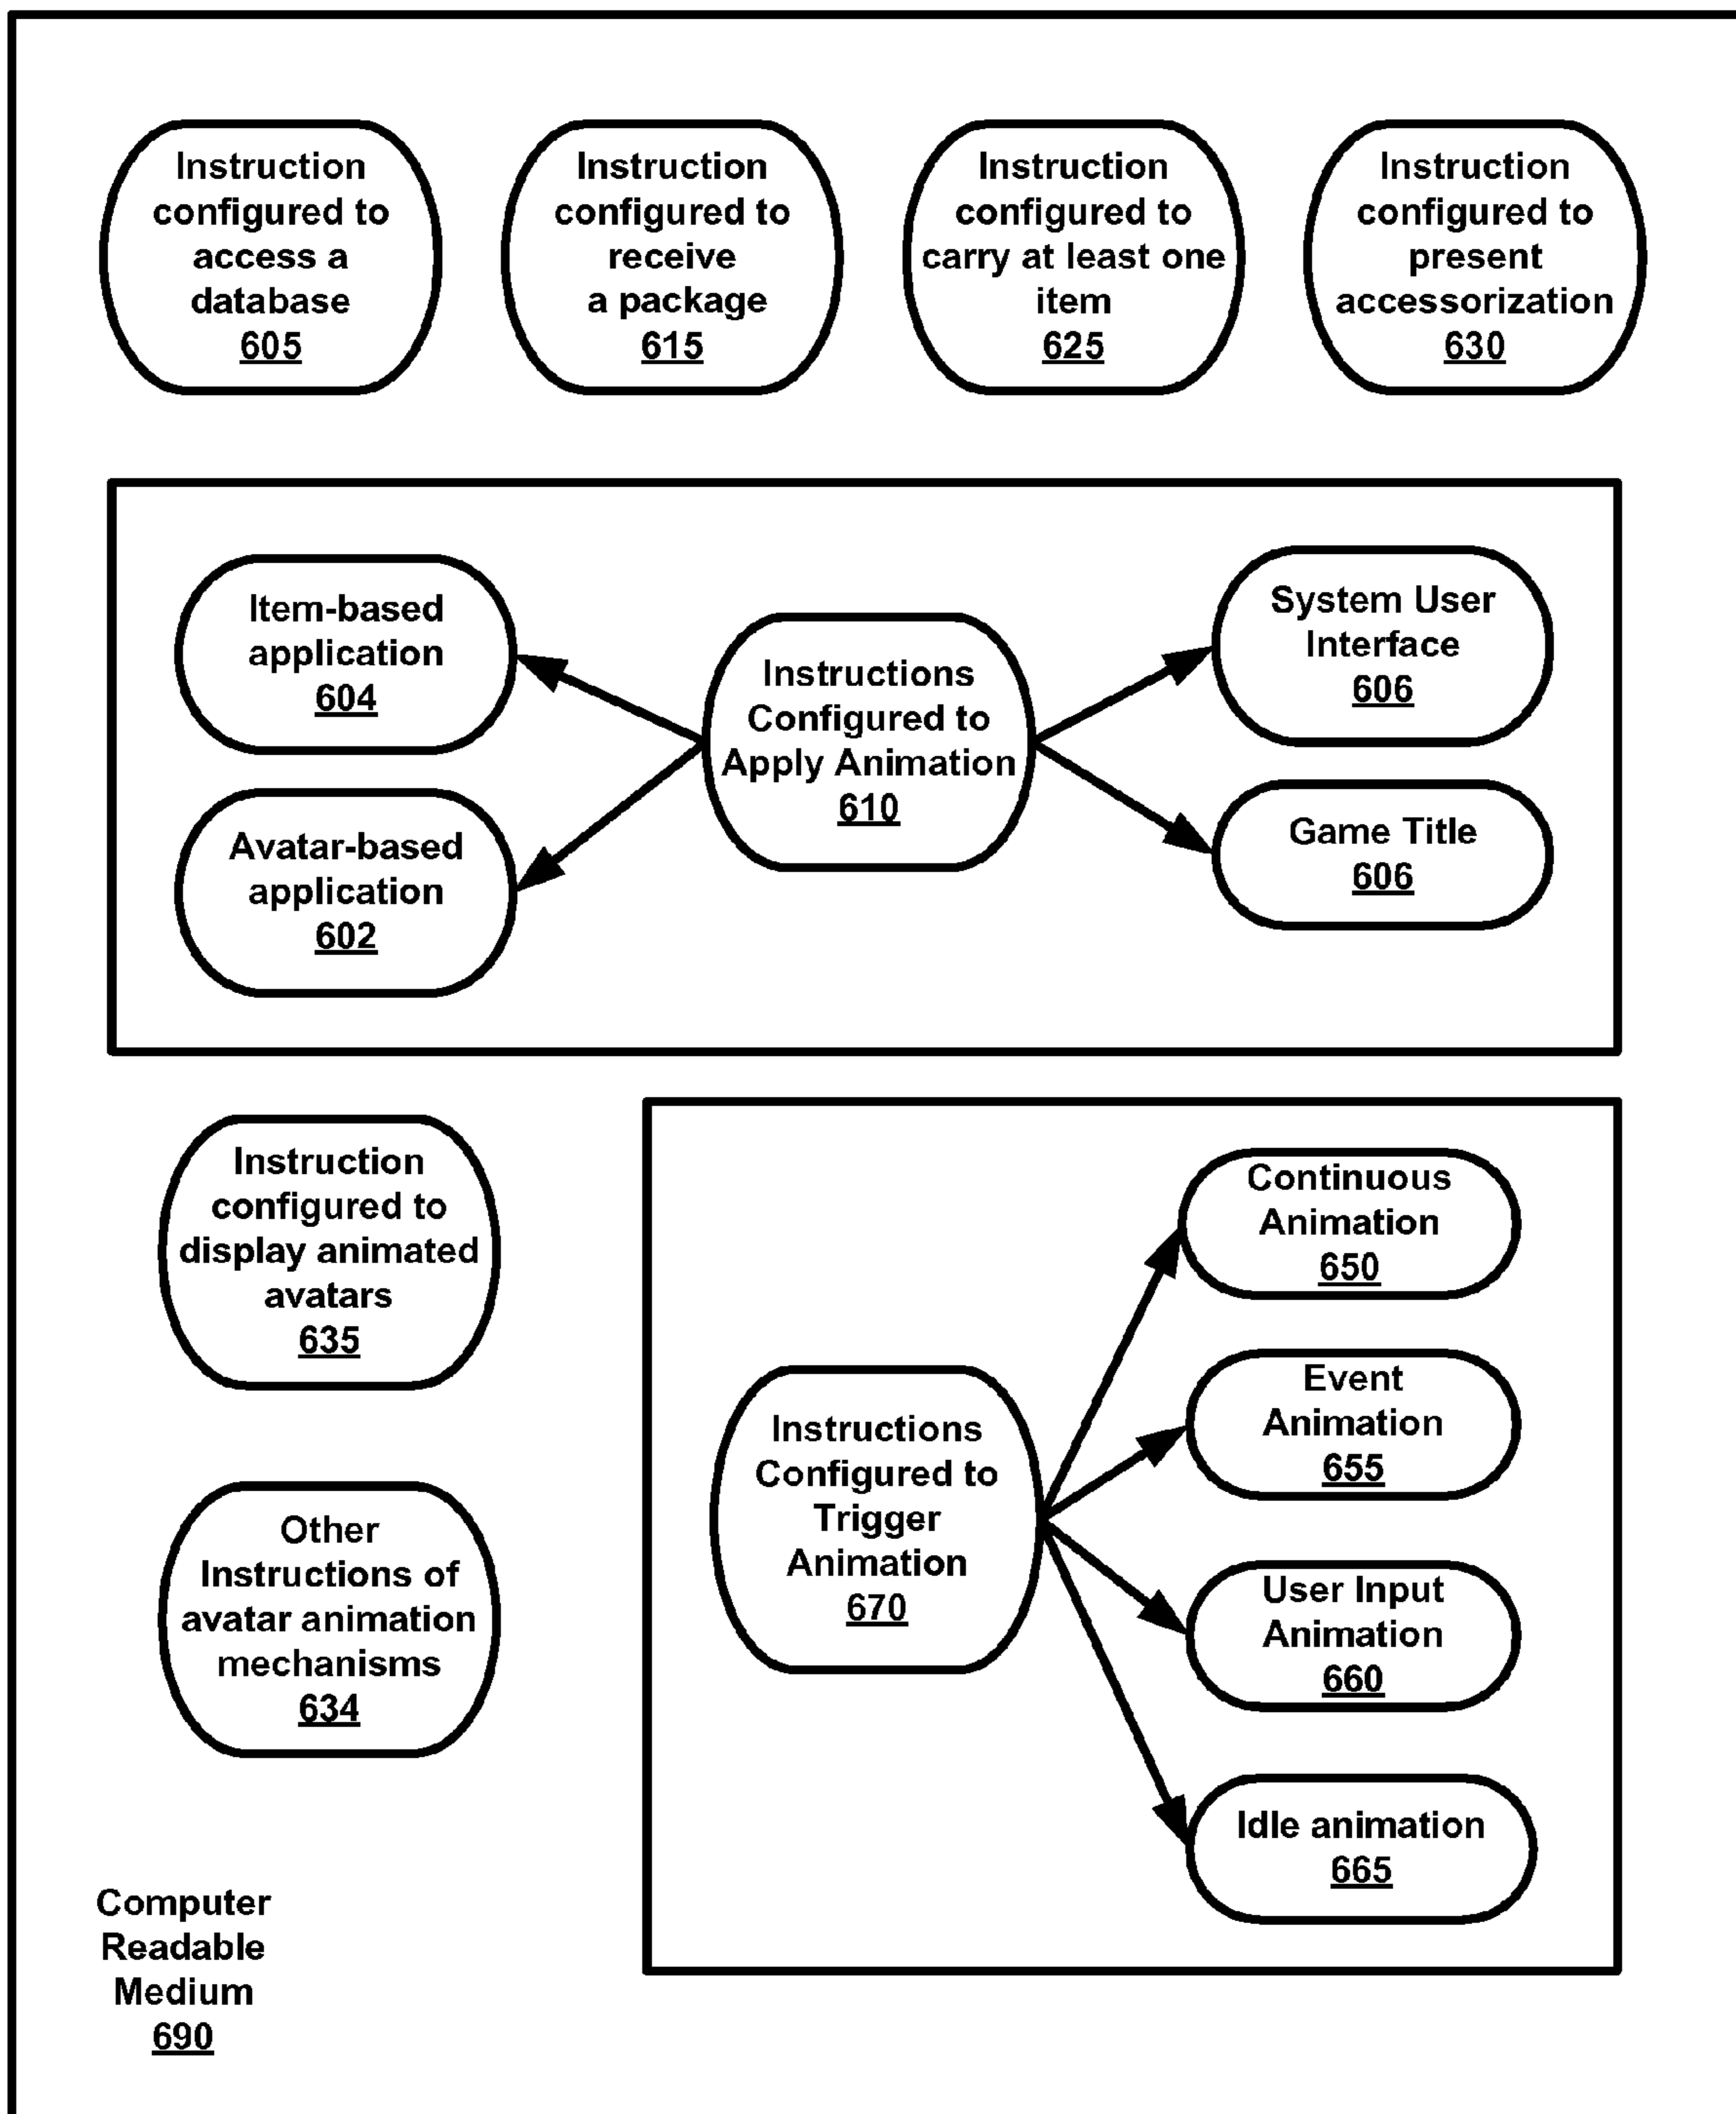 Instruction
configured to
access a
database
605
Instruction
configured to
receive
a package
615
Instruction
configured to
carry at least one
item
625
Instruction
configured to
present
accessorization
630
Item-based
application
604
Avatar-based
application
602
Instructions
Configured to
Apply Animation
610
System User
Interface
606
Game Title
606
Instruction
configured to
display animated
avatars
635
Other
Instructions of
avatar animation
mechanisms
634
Instructions
Configured to
Trigger
Animation
670
Continuous
Animation
650
Event
Animation
655
User Input
Animation
660
Idle animation
665
Computer
Readable
Medium
690